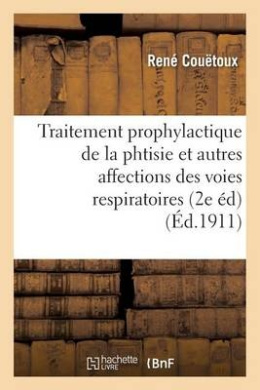 René Couëtoux
Traitement prophylactique
de la phtisie et autres
affections des voies
respiratoires (2e éd)
(Éd.1911)
hachette
LIVRE
{BnF